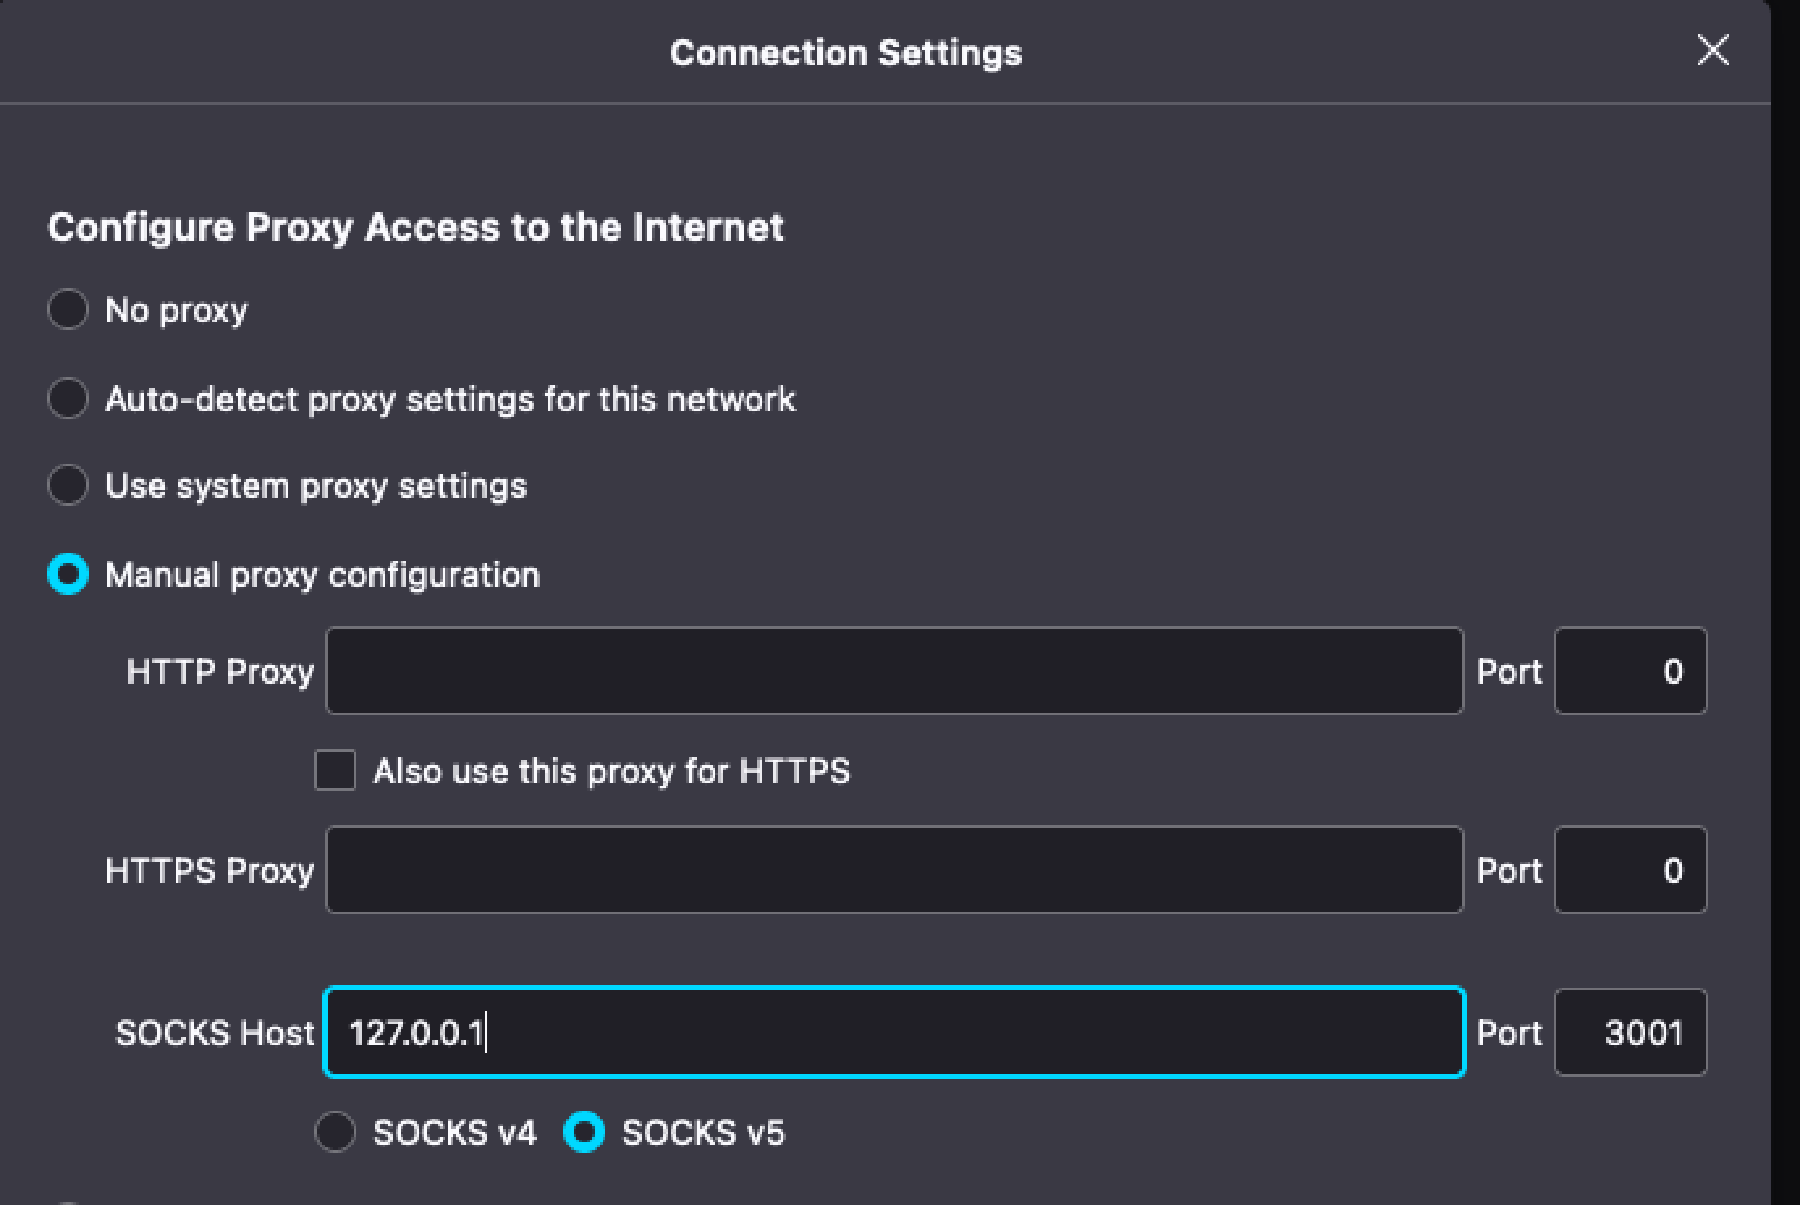 Connection Settings
Configure Proxy Access to the Internet
No proxy
Auto-detect proxy settings for this network
Use system proxy settings
Manual proxy configuration
HTTP Proxy Port 0
Also use this proxy for HTTPS
HTTPS Proxy Port 0
SOCKS Host 127.0.0.1 Port 3001
SOCKS v4 SOCKS v5